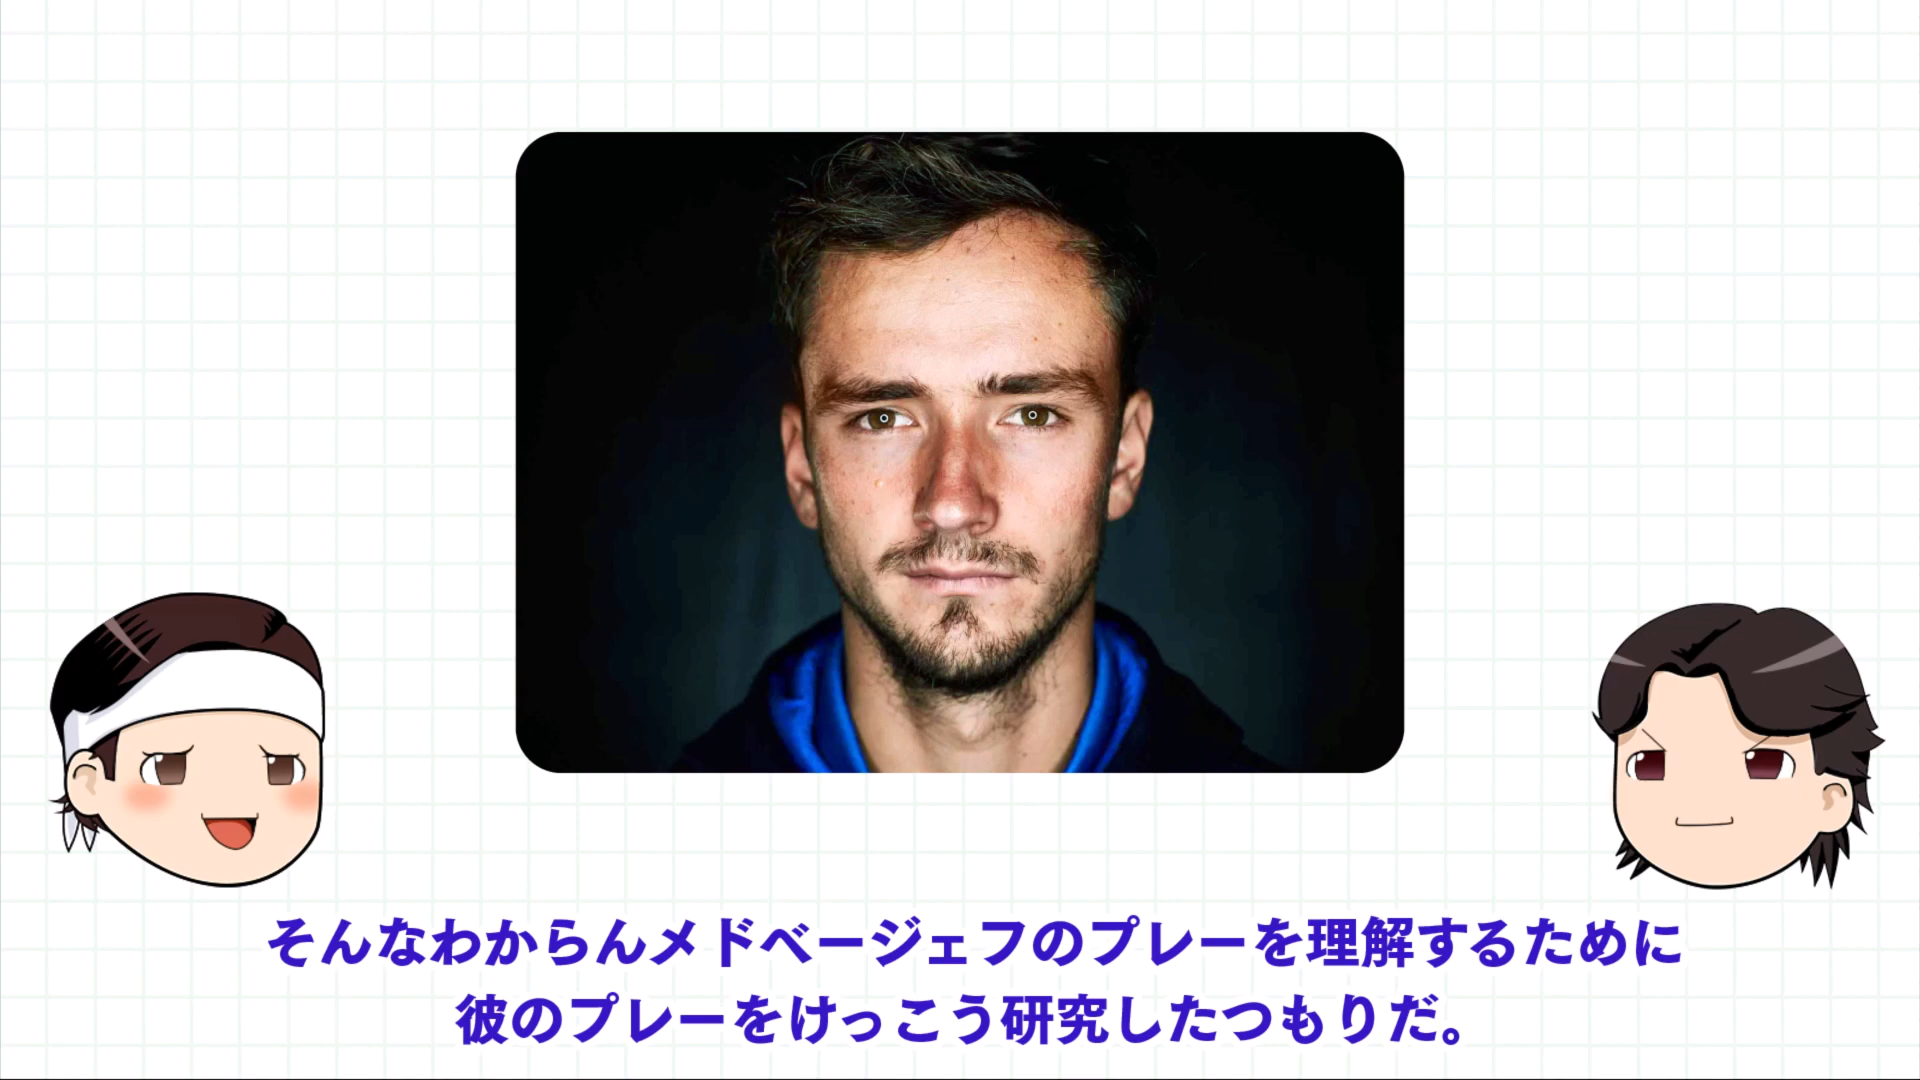 そんなわからんメドベージェフのプレーを理解するために
彼のプレーをけっこう研究したつもりだ。